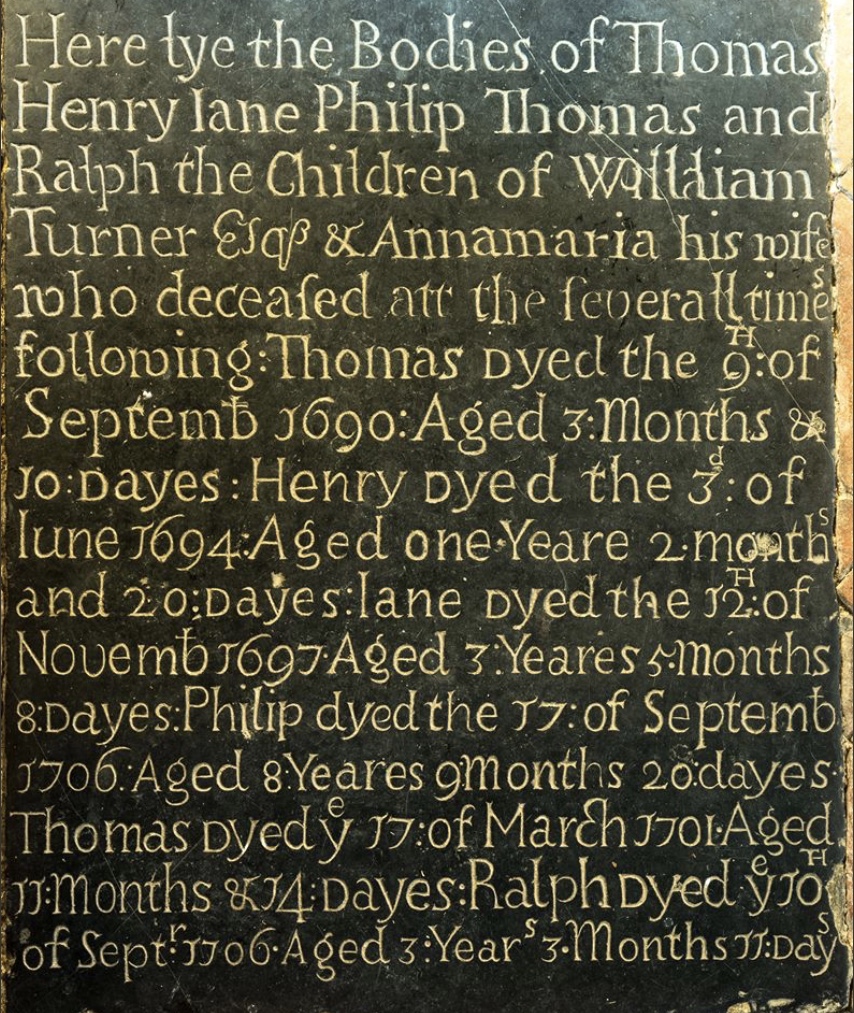 Here lye the Bodies of Thomas
Henry Iane Philip Thomas and
Ralph the Children of William
Turner Esqꝑ & Annamaria his wife
who deceaſed att the ſeverall timeˢ
following: Thomas Dyed the 9ᵀᴴ: of
Septemƀ 1690: Aged 3: Months &
10: Dayes: Henry Dyed the 3ᵈ: of
Iune 1694: Aged one Yeare 2: monthˢ
and 20: Dayes: Iane Dyed the 12ᵀᴴ: of
Novemƀ 1697 Aged 3: Yeares 5: Months
8: Dayes: Philip dyed the 17: of Septemƀ
1706: Aged 8: Yeares 9 Months 20: dayes.
Thomas Dyed yᵉ 17: of March 1701. Aged
11: Months & 14: Dayes: Ralph Dyed yᵉ 10ᵀᴴ
of Septʳ: 1706. Aged 3: Yearˢ 3. Months 11: Dayˢ